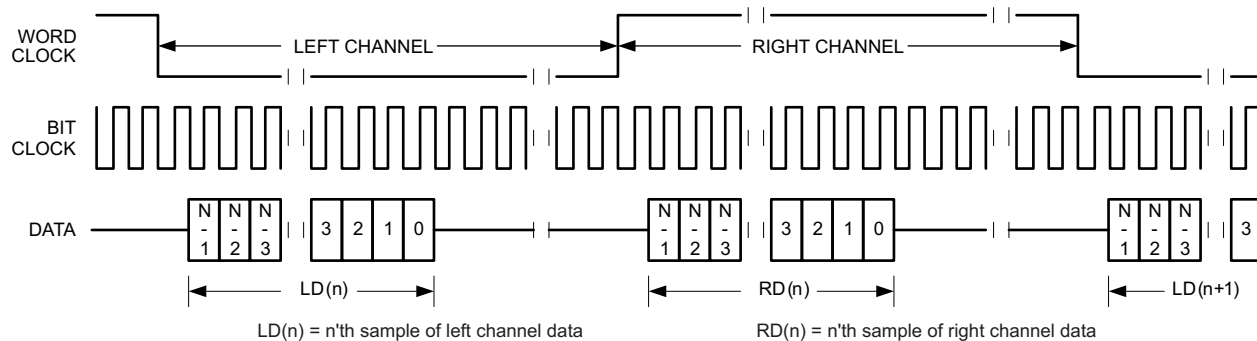 WORD
CLOCK
LEFT CHANNEL
RIGHT CHANNEL
BIT
CLOCK
DATA
N-1 N-2 N-3 3 2 1 0
N-1 N-2 N-3 3 2 1 0
N-1 N-2 N-3 3
LD(n)
RD(n)
LD(n+1)
LD(n) = n'th sample of left channel data
RD(n) = n'th sample of right channel data